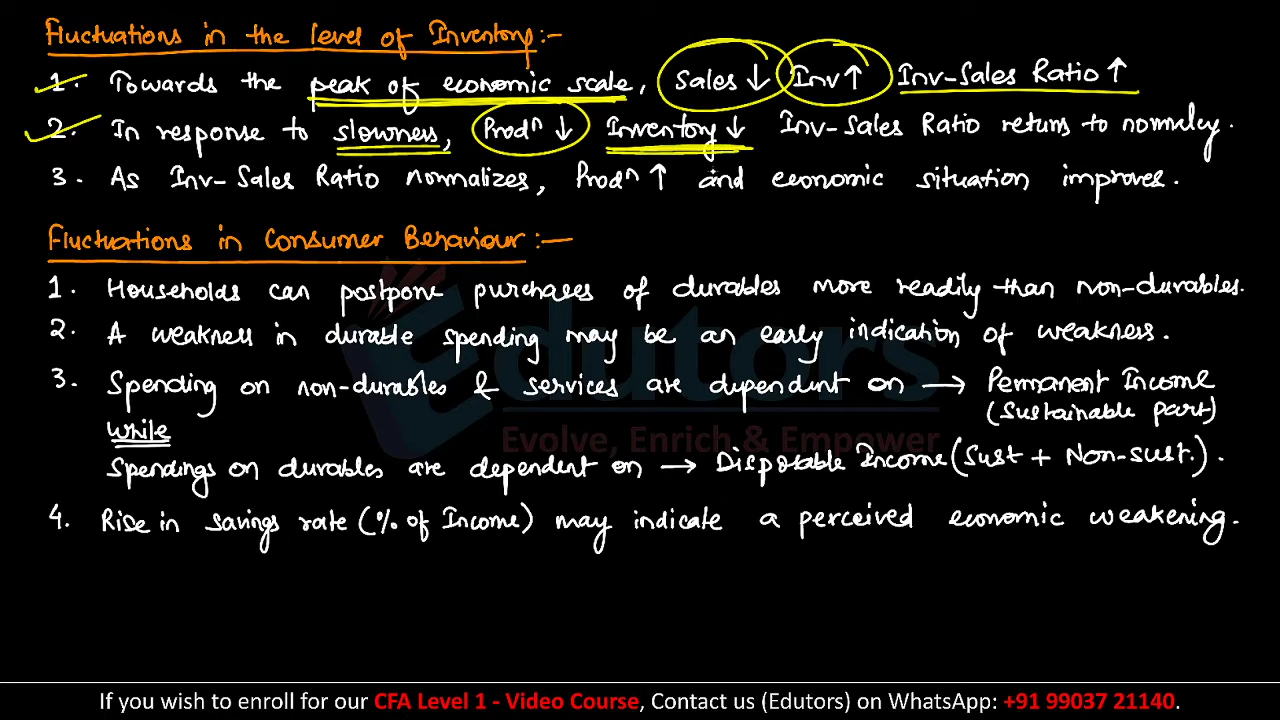 Fluctuations in the level of Inventory:-
1. Towards the peak of economic scale, Sales ↓ Inv ↑ Inv-Sales Ratio ↑
2. In response to slowness, Prodⁿ ↓ Inventory ↓ Inv-Sales Ratio returns to normalcy.
3. As Inv-Sales Ratio normalizes, Prodⁿ ↑ and economic situation improves.
Fluctuations in Consumer Behaviour:-
1. Households can postpone purchases of durables more readily than non-durables.
2. A weakness in durable spending may be an early indication of weakness.
3. Spending on non-durables & services are dependent on → Permanent Income
(Sustainable part)
While
Spendings on durables are dependent on → Disposable Income (Sust + Non-sust.).
4. Rise in savings rate (% of Income) may indicate a perceived economic weakening.
Edutors
Evolve, Enrich & Empower
If you wish to enroll for our CFA Level 1 - Video Course, Contact us (Edutors) on WhatsApp: +91 99037 21140.